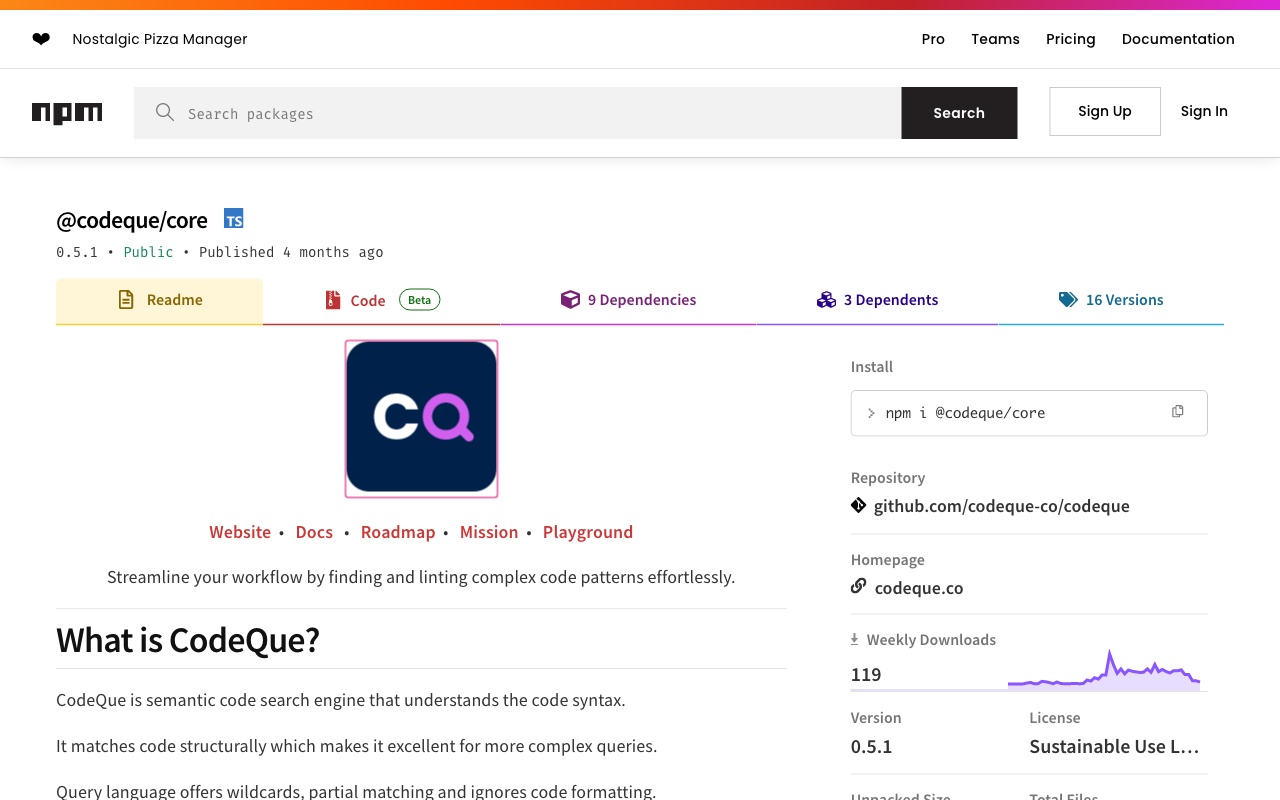 ❤ Nostalgic Pizza Manager
Pro Teams Pricing Documentation
npm
Search packages
Search
Sign Up
Sign In
@codeque/core TS
0.5.1 • Public • Published 4 months ago
Readme
Code Beta
9 Dependencies
3 Dependents
16 Versions
CQ
Website • Docs • Roadmap • Mission • Playground
Streamline your workflow by finding and linting complex code patterns effortlessly.
What is CodeQue?
CodeQue is semantic code search engine that understands the code syntax.
It matches code structurally which makes it excellent for more complex queries.
Query language offers wildcards, partial matching and ignores code formatting.
Install
> npm i @codeque/core
Repository
github.com/codeque-co/codeque
Homepage
codeque.co
Weekly Downloads
119
Version
0.5.1
License
Sustainable Use L...
Unpacked Size
Total Files